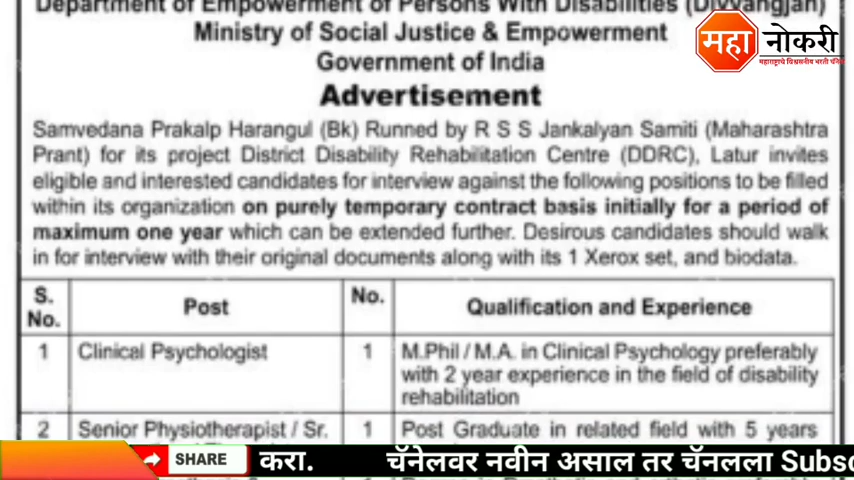 Department of Empowerment of Persons With Disabilities (Divyangjan)
Ministry of Social Justice & Empowerment
Government of India
महा नोकरी
महाराष्ट्राचे विश्वसनीय भरती चॅनेल
Advertisement
Samvedana Prakalp Harangul (Bk) Runned by R S S Jankalyan Samiti (Maharashtra
Prant) for its project District Disability Rehabilitation Centre (DDRC), Latur invites
eligible and interested candidates for interview against the following positions to be filled
within its organization on purely temporary contract basis initially for a period of
maximum one year which can be extended further. Desirous candidates should walk
in for interview with their original documents along with its 1 Xerox set, and biodata.
S. No. Post No. Qualification and Experience
1 Clinical Psychologist 1 M.Phil / M.A. in Clinical Psychology preferably
with 2 year experience in the field of disability
rehabilitation
2 Senior Physiotherapist / Sr. 1 Post Graduate in related field with 5 years
SHARE करा. चॅनेलवर नवीन असाल तर चॅनलला Subsc